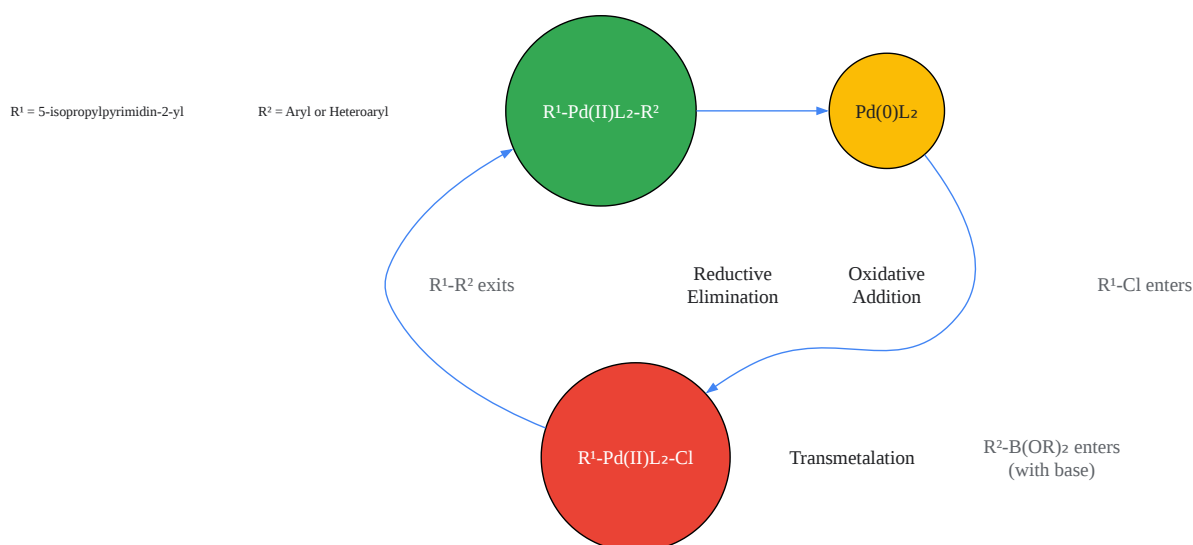 R¹ = 5-isopropylpyrimidin-2-yl
R² = Aryl or Heteroaryl
R¹-Pd(II)L₂-R²
Pd(0)L₂
R¹-R² exits
Reductive
Elimination
Oxidative
Addition
R¹-Cl enters
R¹-Pd(II)L₂-Cl
Transmetalation
R²-B(OR)₂ enters
(with base)